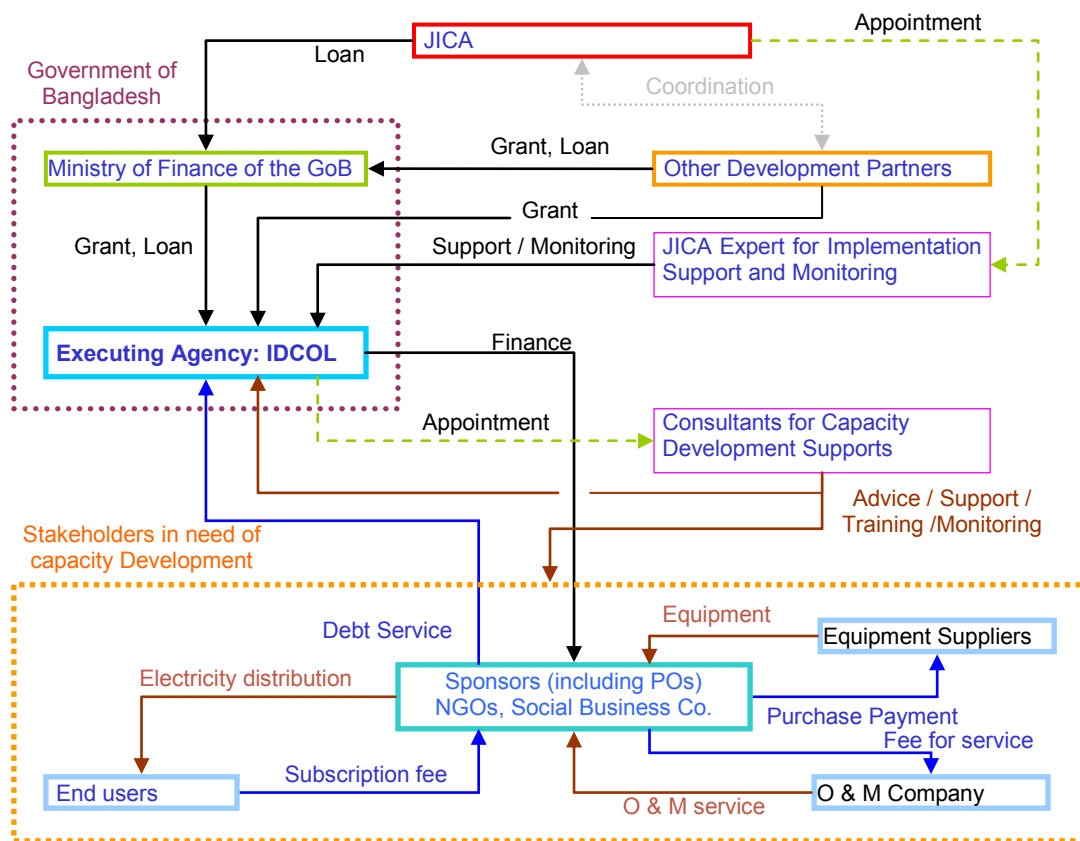 Appointment
JICA
Loan
Government of
Bangladesh
Coordination
Grant, Loan
Ministry of Finance of the GoB
Other Development Partners
Grant
Grant, Loan
Support / Monitoring
JICA Expert for Implementation
Support and Monitoring
Executing Agency: IDCOL
Finance
Appointment
Consultants for Capacity
Development Supports
Advice / Support /
Training /Monitoring
Stakeholders in need of
capacity Development
Debt Service
Equipment
Equipment Suppliers
Electricity distribution
Sponsors (including POs)
NGOs, Social Business Co.
Purchase Payment
Fee for service
Subscription fee
End users
O & M service
O & M Company